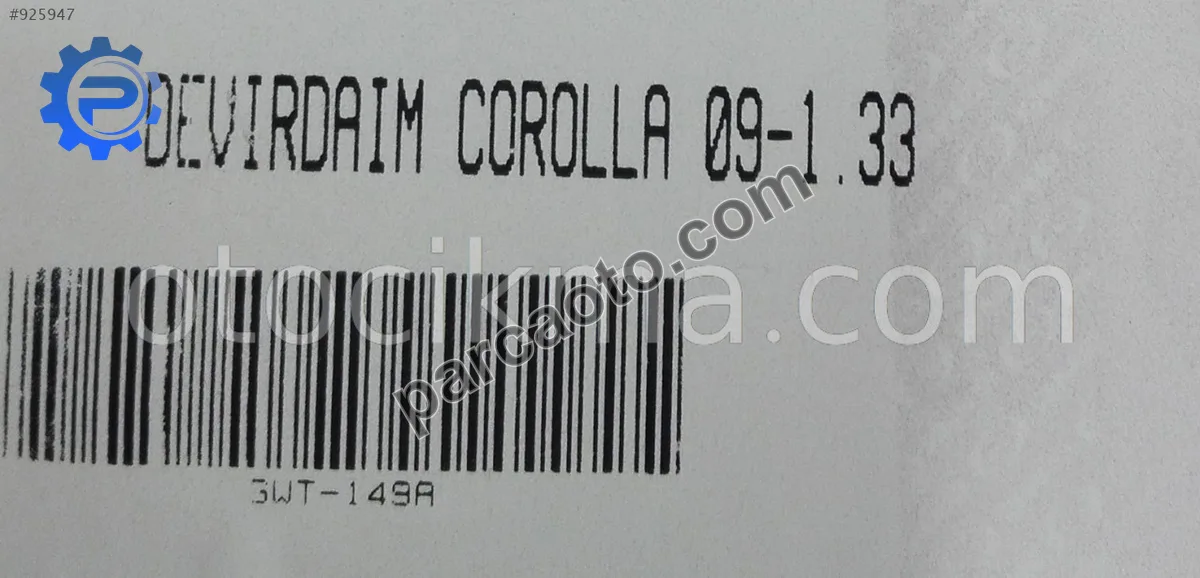 #925947
DEVIRDAIM COROLLA 09-1.33
parcaoto.com
otocikma.com
GWT-149A